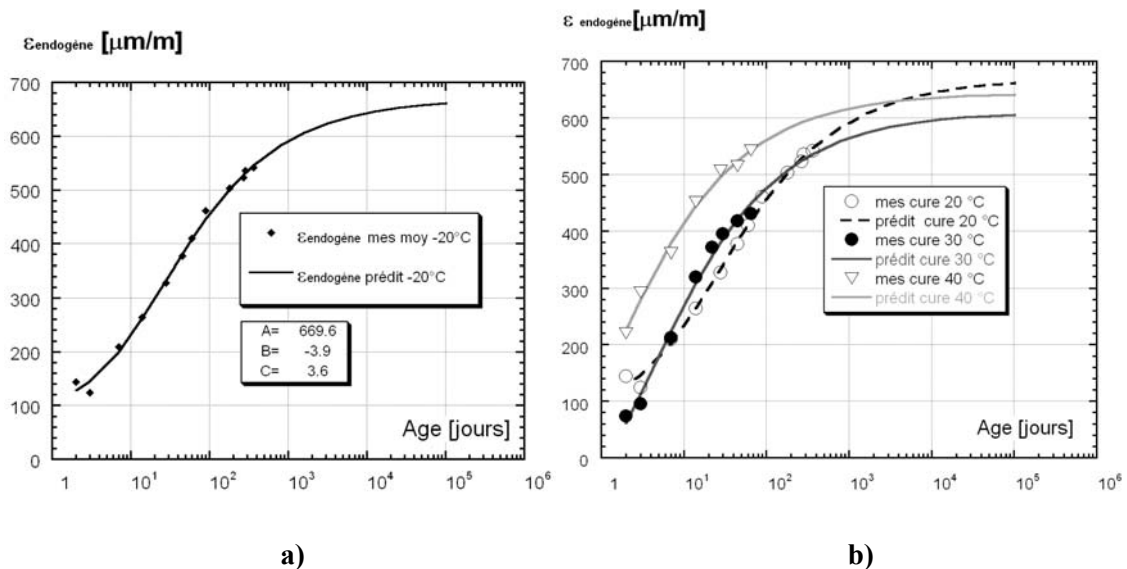 εendogéne [μm/m]
700
600
500
400
300
200
100
0
εendogéne mes moy -20°C
εendogéne prédit -20°C
A= 669.6
B= -3.9
C= 3.6
Age [jours]
1 10^1 10^2 10^3 10^4 10^5 10^6
a)
ε endogéne[μm/m]
700
600
500
400
300
200
100
0
mes cure 20 °C
prédit cure 20 °C
mes cure 30 °C
prédit cure 30 °C
mes cure 40 °C
prédit cure 40 °C
Age [jours]
1 10^1 10^2 10^3 10^4 10^5 10^6
b)